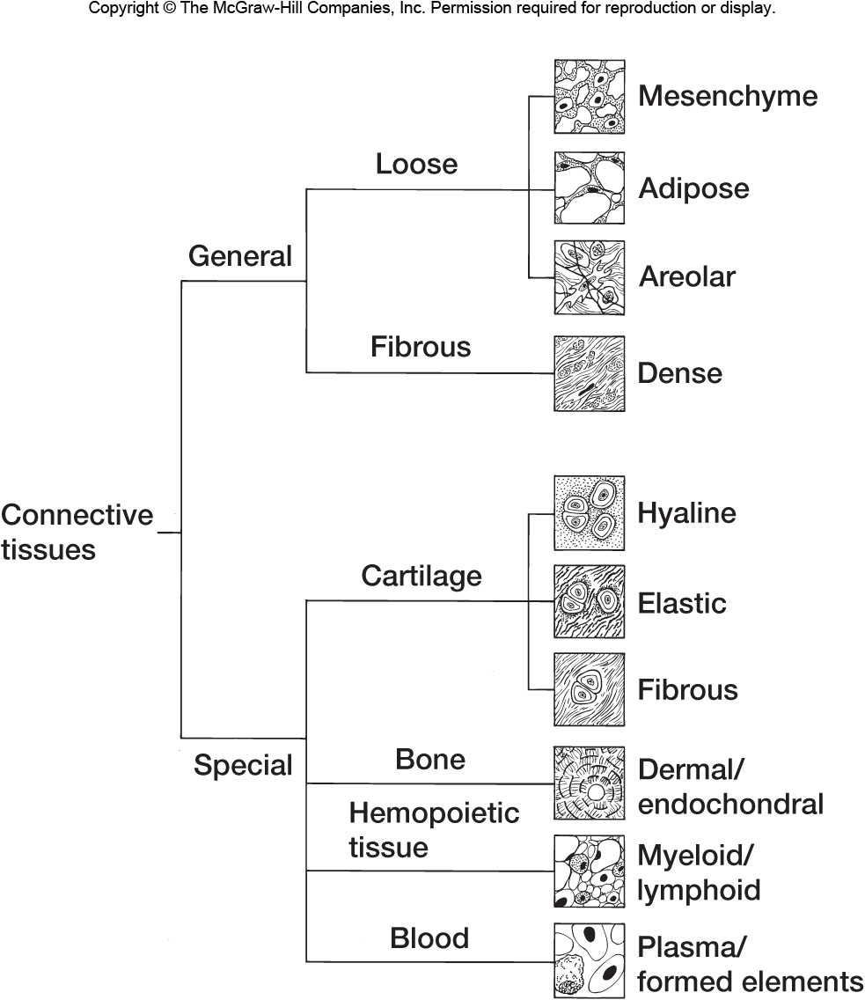 Copyright © The McGraw-Hill Companies, Inc. Permission required for reproduction or display.
Mesenchyme
Loose
Adipose
General
Areolar
Fibrous
Dense
Connective
tissues
Hyaline
Cartilage
Elastic
Fibrous
Special
Bone
Dermal/
endochondral
Hemopoietic
tissue
Myeloid/
lymphoid
Blood
Plasma/
formed elements